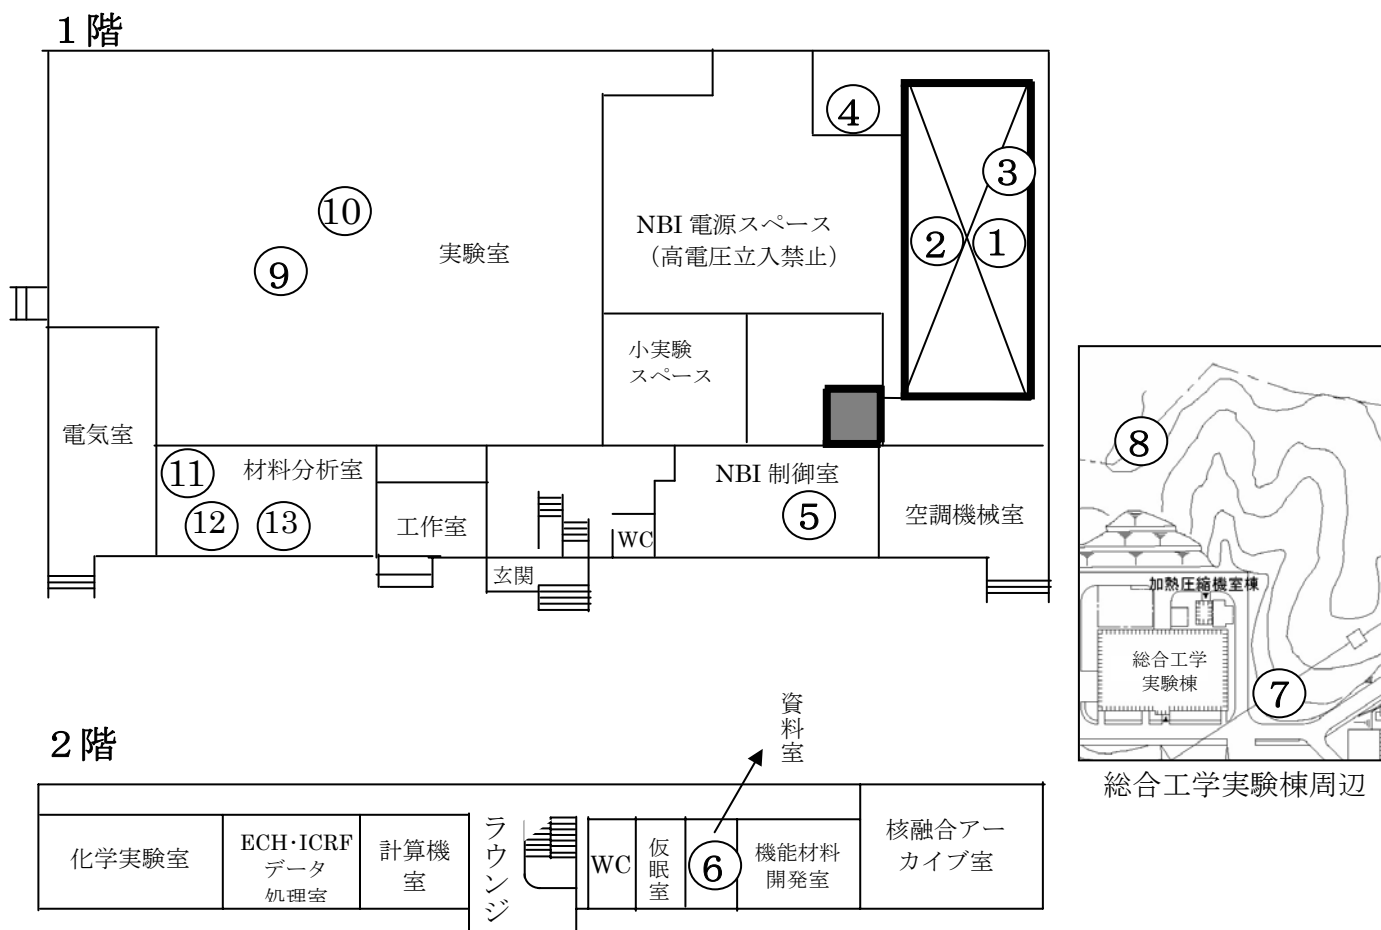 1階
④
③
⑩
NBI 電源スペース
(高電圧立入禁止)
②
①
実験室
⑨
小実験
スペース
電気室
⑪
材料分析室
NBI 制御室
⑫
⑬
工作室
WC
⑤
空調機械室
玄関
⑧
加熱圧縮機室棟
総合工学
実験棟
⑦
総合工学実験棟周辺
2階
資料室
化学実験室
ECH・ICRF
データ
処理室
計算機
室
ラウンジ
WC
仮眠室
⑥
機能材料
開発室
核融合アー
カイブ室